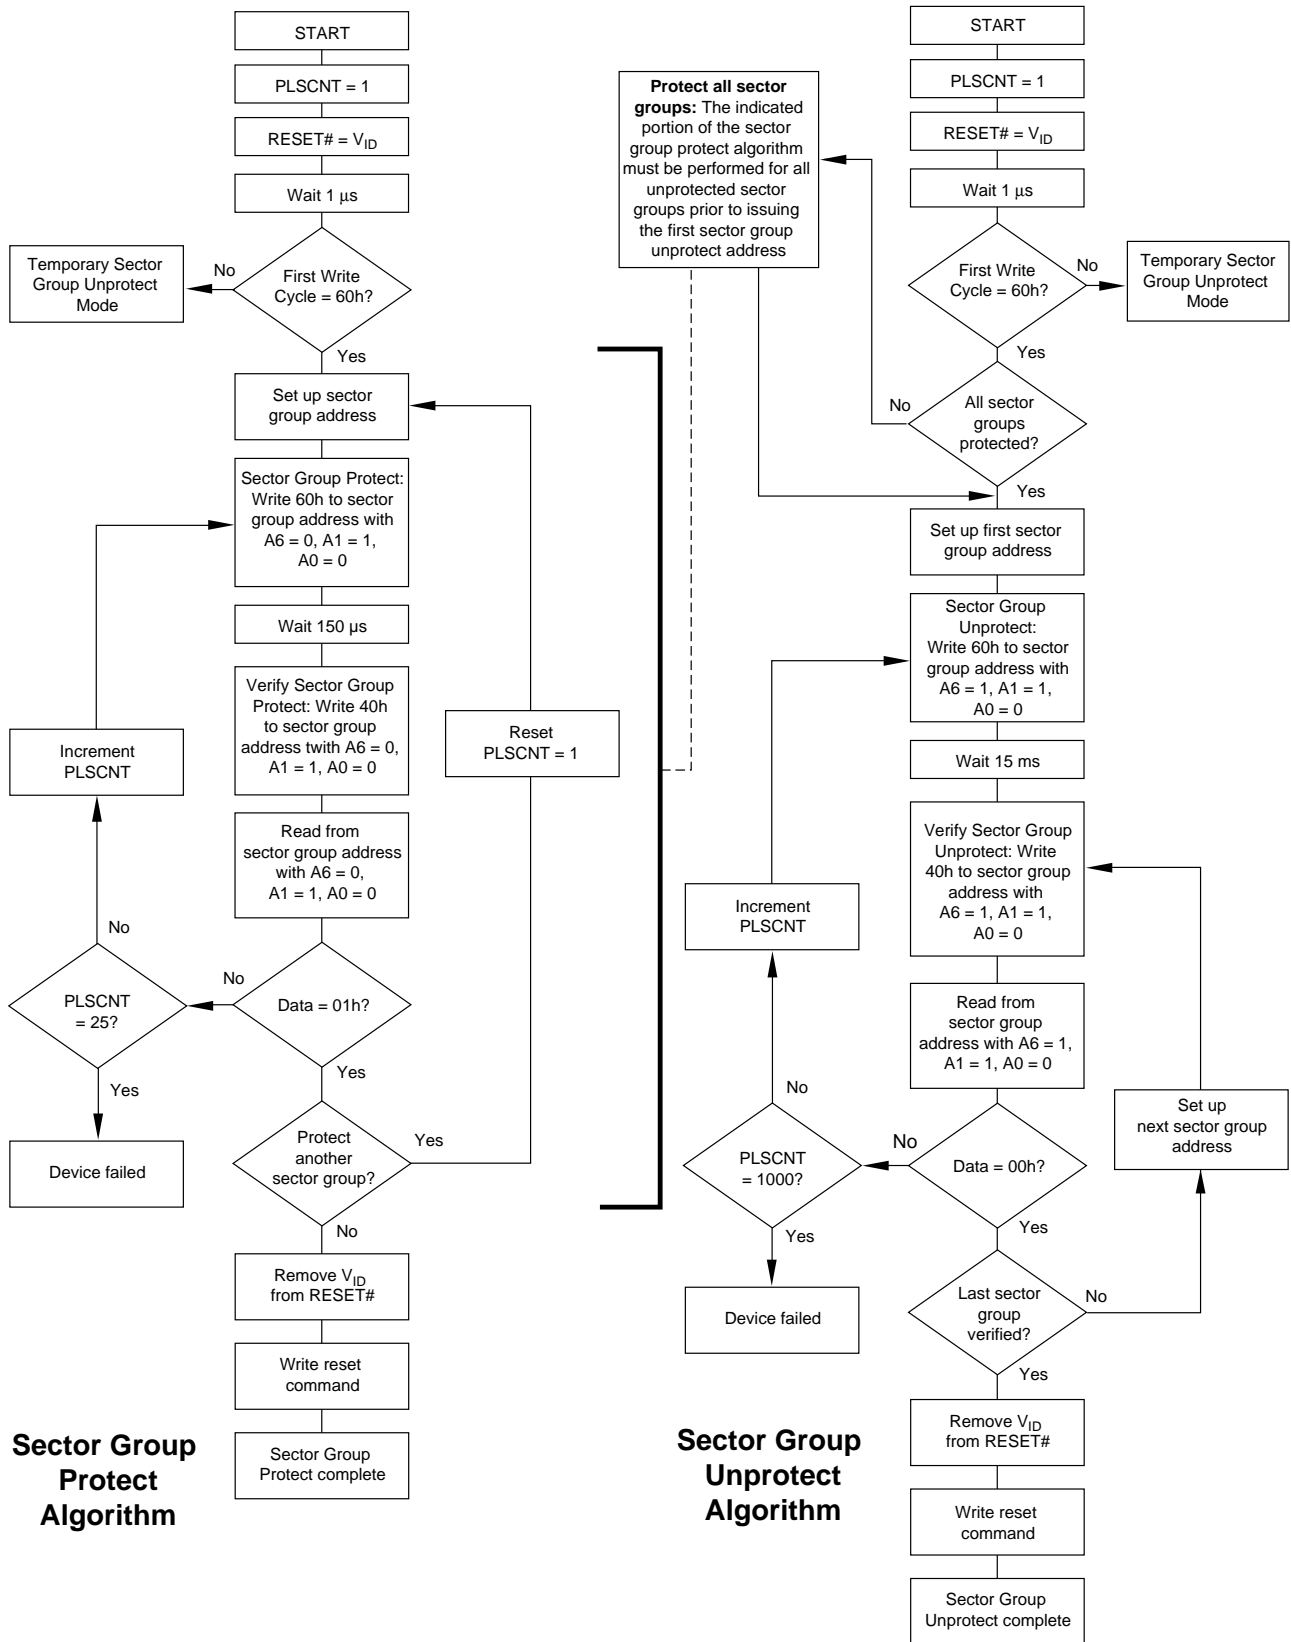 START
PLSCNT = 1
RESET# = VID
Wait 1 μs
First Write
Cycle = 60h?
No
Temporary Sector
Group Unprotect
Mode
Yes
Set up sector
group address
Sector Group Protect:
Write 60h to sector
group address with
A6 = 0, A1 = 1,
A0 = 0
Wait 150 µs
Verify Sector Group
Protect: Write 40h
to sector group
address twith A6 = 0,
A1 = 1, A0 = 0
Reset
PLSCNT = 1
Increment
PLSCNT
Read from
sector group address
with A6 = 0,
A1 = 1, A0 = 0
No
No
PLSCNT
= 25?
Data = 01h?
Yes
Yes
Device failed
Protect
another
sector group?
Yes
No
Remove VID
from RESET#
Write reset
command
Sector Group
Protect complete
Sector Group
Protect
Algorithm
START
PLSCNT = 1
Protect all sector
groups: The indicated
portion of the sector
group protect algorithm
must be performed for all
unprotected sector
groups prior to issuing
the first sector group
unprotect address
RESET# = VID
Wait 1 μs
First Write
Cycle = 60h?
No
Temporary Sector
Group Unprotect
Mode
Yes
No
All sector
groups
protected?
Yes
Set up first sector
group address
Sector Group
Unprotect:
Write 60h to sector
group address with
A6 = 1, A1 = 1,
A0 = 0
Wait 15 ms
Verify Sector Group
Unprotect: Write
40h to sector group
address with
A6 = 1, A1 = 1,
A0 = 0
Increment
PLSCNT
Read from
sector group
address with A6 = 1,
A1 = 1, A0 = 0
No
No
Set up
next sector group
address
PLSCNT
= 1000?
Data = 00h?
Yes
Yes
Device failed
Last sector
group
verified?
No
Yes
Remove VID
from RESET#
Write reset
command
Sector Group
Unprotect complete
Sector Group
Unprotect
Algorithm